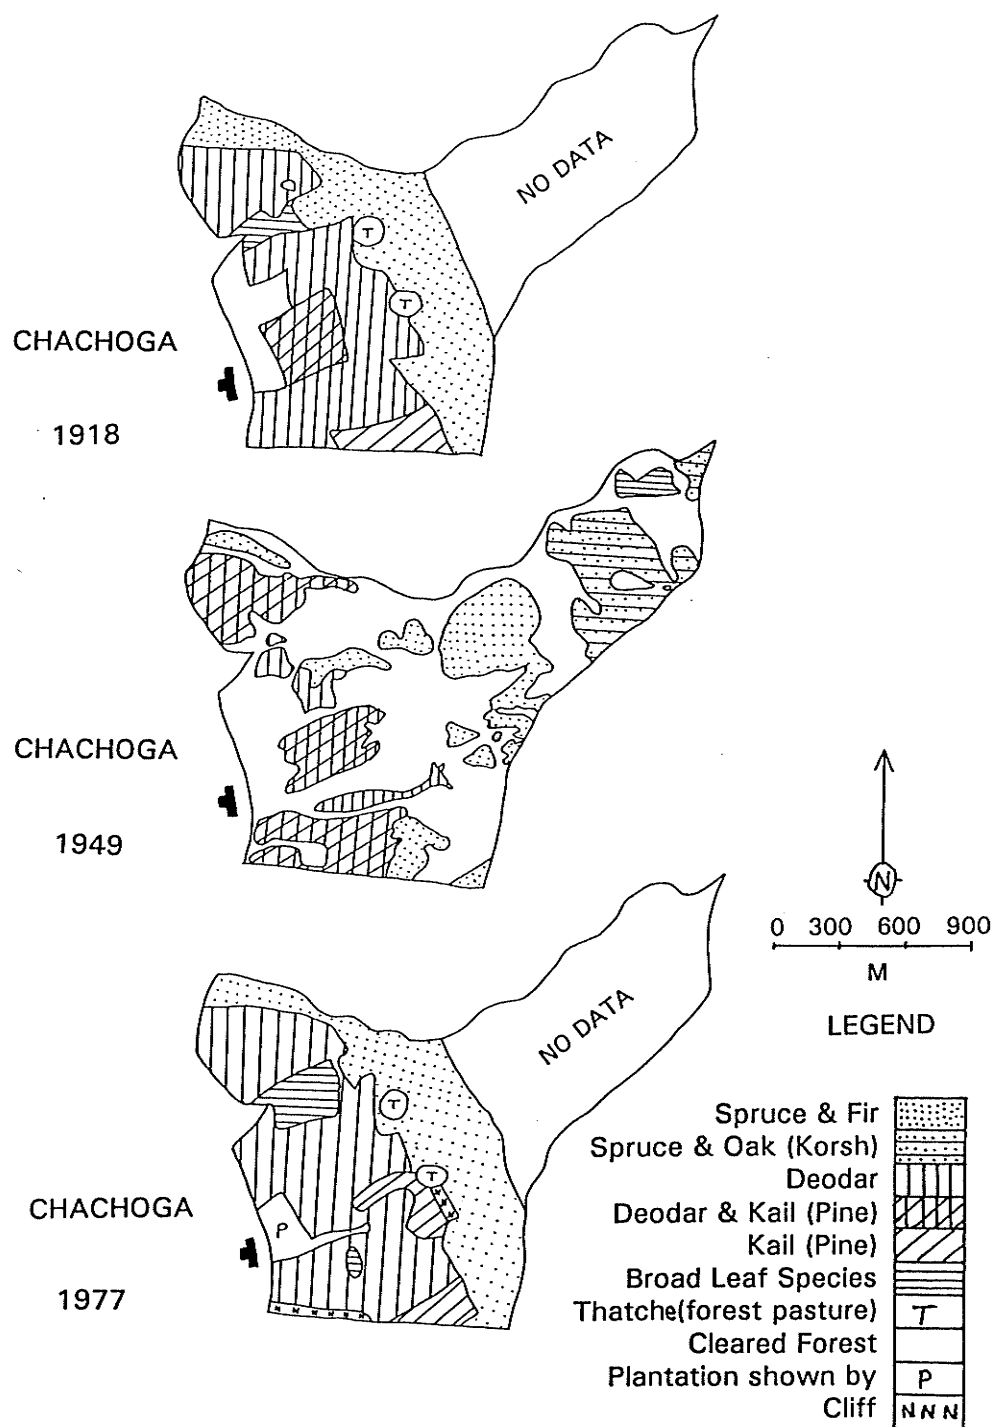 NO DATA
T
T
CHACHOGA
1918
CHACHOGA
1949
N
0 300 600 900
M
LEGEND
NO DATA
T
T
P
CHACHOGA
1977
Spruce & Fir
Spruce & Oak (Korsh)
Deodar
Deodar & Kail (Pine)
Kail (Pine)
Broad Leaf Species
Thatche(forest pasture) T
Cleared Forest
Plantation shown by P
Cliff N N N